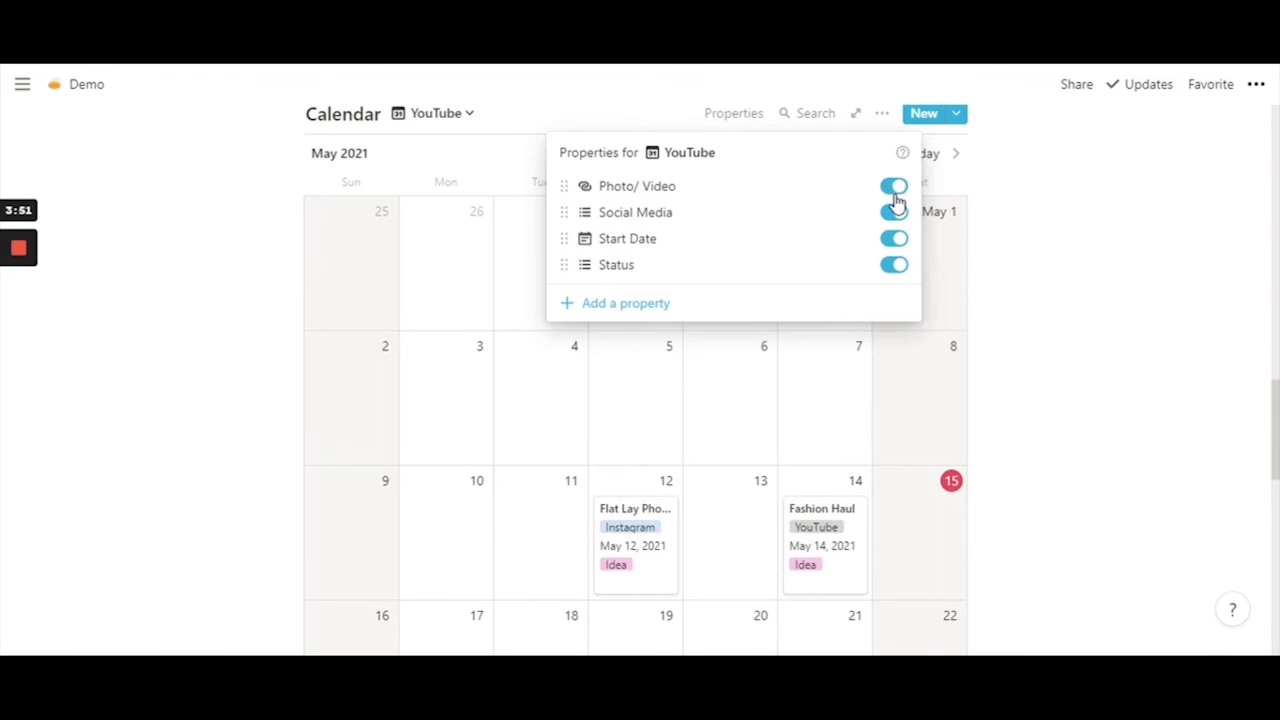 Demo
Share ✓ Updates Favorite •••
Calendar YouTube
Properties Search ••• New
May 2021
Properties for YouTube
day
Sun Mon Tu at
Photo/ Video
Social Media
Start Date
Status
+ Add a property
3:51
25 26 May 1
2 3 4 5 6 7 8
9 10 11 12 13 14 15
Flat Lay Pho...
Instagram
May 12, 2021
Idea
Fashion Haul
YouTube
May 14, 2021
Idea
16 17 18 19 20 21 22
?